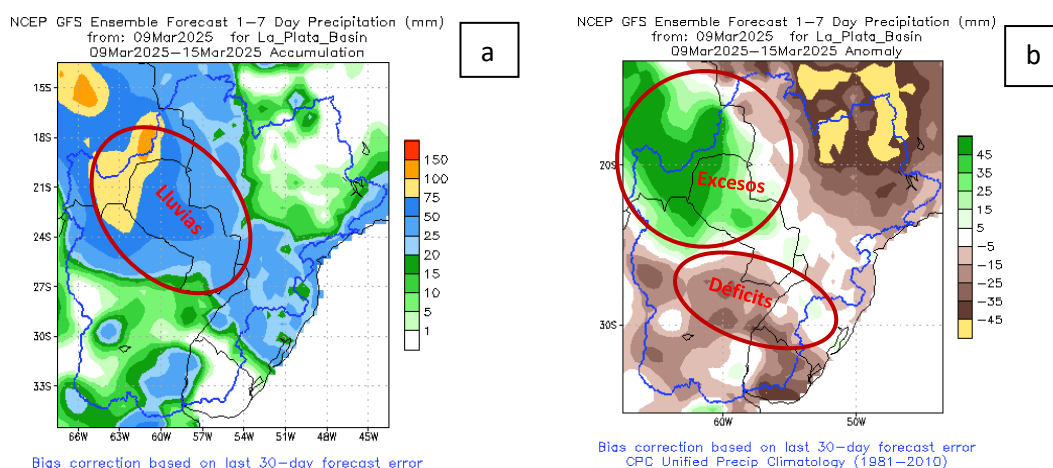 NCEP GFS Ensemble Forecast 1–7 Day Precipitation (mm)
from: 09Mar2025 for La_Plata_Basin
09Mar2025–15Mar2025 Accumulation
a
15S
18S
21S
24S
27S
30S
33S
66W 63W 60W 57W 54W 51W 48W 45W
Lluvias
150
100
75
50
25
20
15
10
5
1
Bias correction based on last 30–day forecast error
NCEP GFS Ensemble Forecast 1–7 Day Precipitation (mm)
from: 09Mar2025 for La_Plata_Basin
09Mar2025–15Mar2025 Anomaly
b
20S
30S
60W 50W
Excesos
Déficits
45
35
25
15
5
−5
−15
−25
−35
−45
Bias correction based on last 30–day forecast error
CPC Unified Precip Climatology (1981–2010)